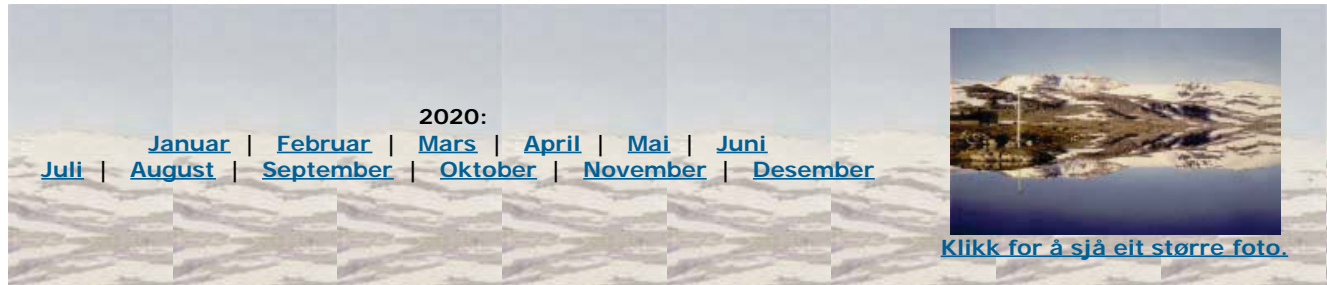 2020:
Januar | Februar | Mars | April | Mai | Juni
Juli | August | September | Oktober | November | Desember
Klikk for å sjå eit større foto.